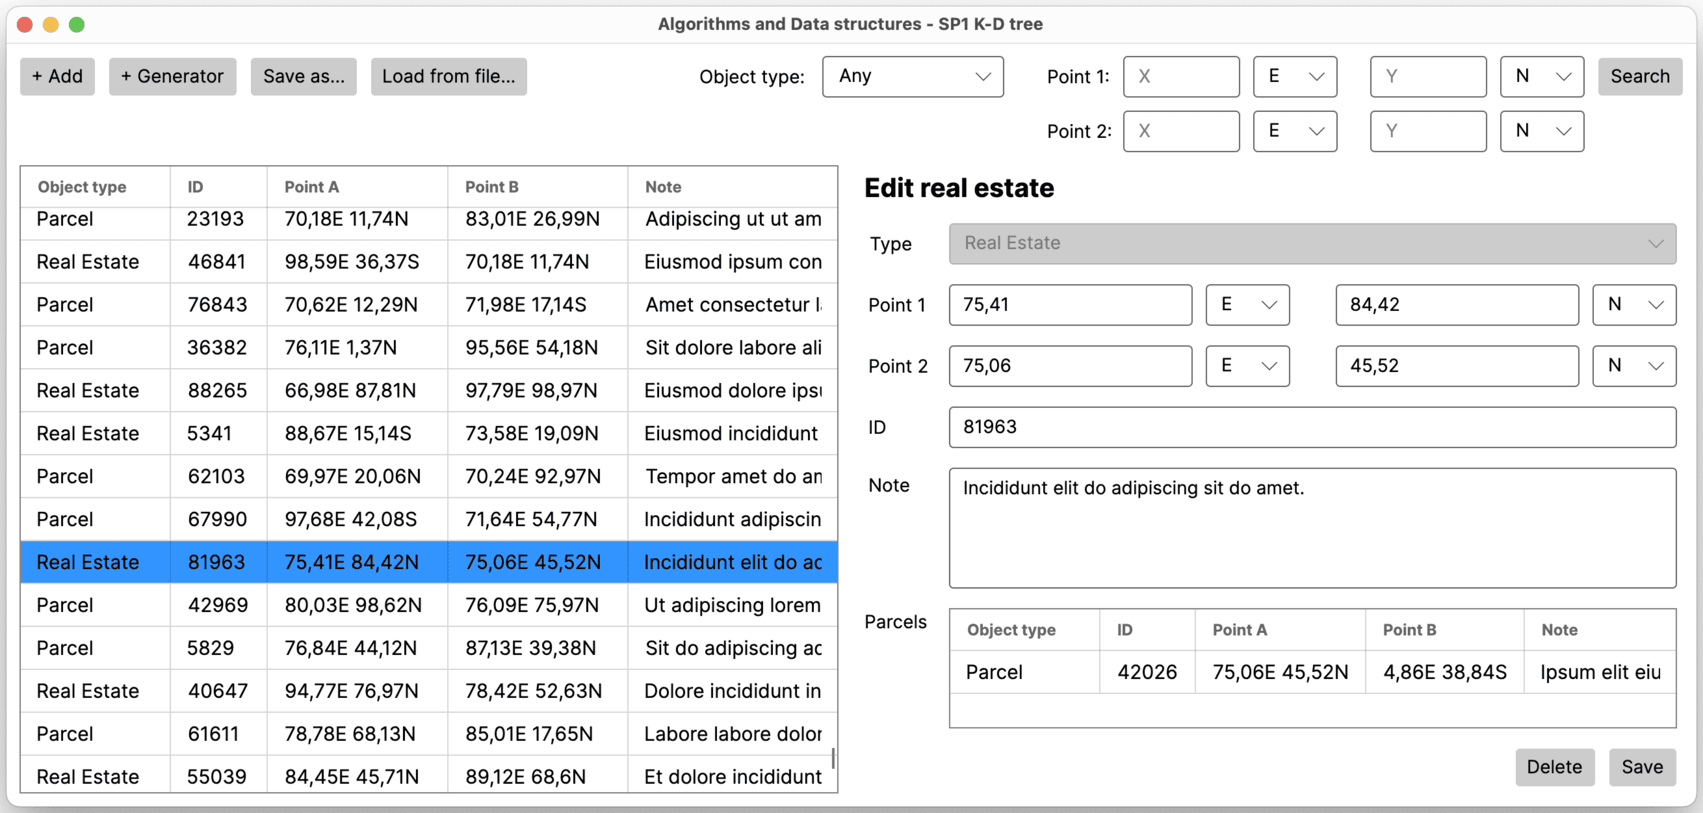 Algorithms and Data structures - SP1 K-D tree
+ Add + Generator Save as... Load from file... Object type: Any Point 1: X E Y N Search
Point 2: X E Y N
Object type ID Point A Point B Note
Parcel 23193 70,18E 11,74N 83,01E 26,99N Adipiscing ut ut am
Real Estate 46841 98,59E 36,37S 70,18E 11,74N Eiusmod ipsum con
Parcel 76843 70,62E 12,29N 71,98E 17,14S Amet consectetur l
Parcel 36382 76,11E 1,37N 95,56E 54,18N Sit dolore labore ali
Real Estate 88265 66,98E 87,81N 97,79E 98,97N Eiusmod dolore ips
Real Estate 5341 88,67E 15,14S 73,58E 19,09N Eiusmod incididunt
Parcel 62103 69,97E 20,06N 70,24E 92,97N Tempor amet do an
Parcel 67990 97,68E 42,08S 71,64E 54,77N Incididunt adipiscin
Real Estate 81963 75,41E 84,42N 75,06E 45,52N Incididunt elit do ac
Parcel 42969 80,03E 98,62N 76,09E 75,97N Ut adipiscing lorem
Parcel 5829 76,84E 44,12N 87,13E 39,38N Sit do adipiscing ac
Real Estate 40647 94,77E 76,97N 78,42E 52,63N Dolore incididunt in
Parcel 61611 78,78E 68,13N 85,01E 17,65N Labore labore dolor
Real Estate 55039 84,45E 45,71N 89,12E 68,6N Et dolore incididunt
Edit real estate
Type Real Estate
Point 1 75,41 E 84,42 N
Point 2 75,06 E 45,52 N
ID 81963
Note Incididunt elit do adipiscing sit do amet.
Parcels
Object type ID Point A Point B Note
Parcel 42026 75,06E 45,52N 4,86E 38,84S Ipsum elit eiu
Delete Save